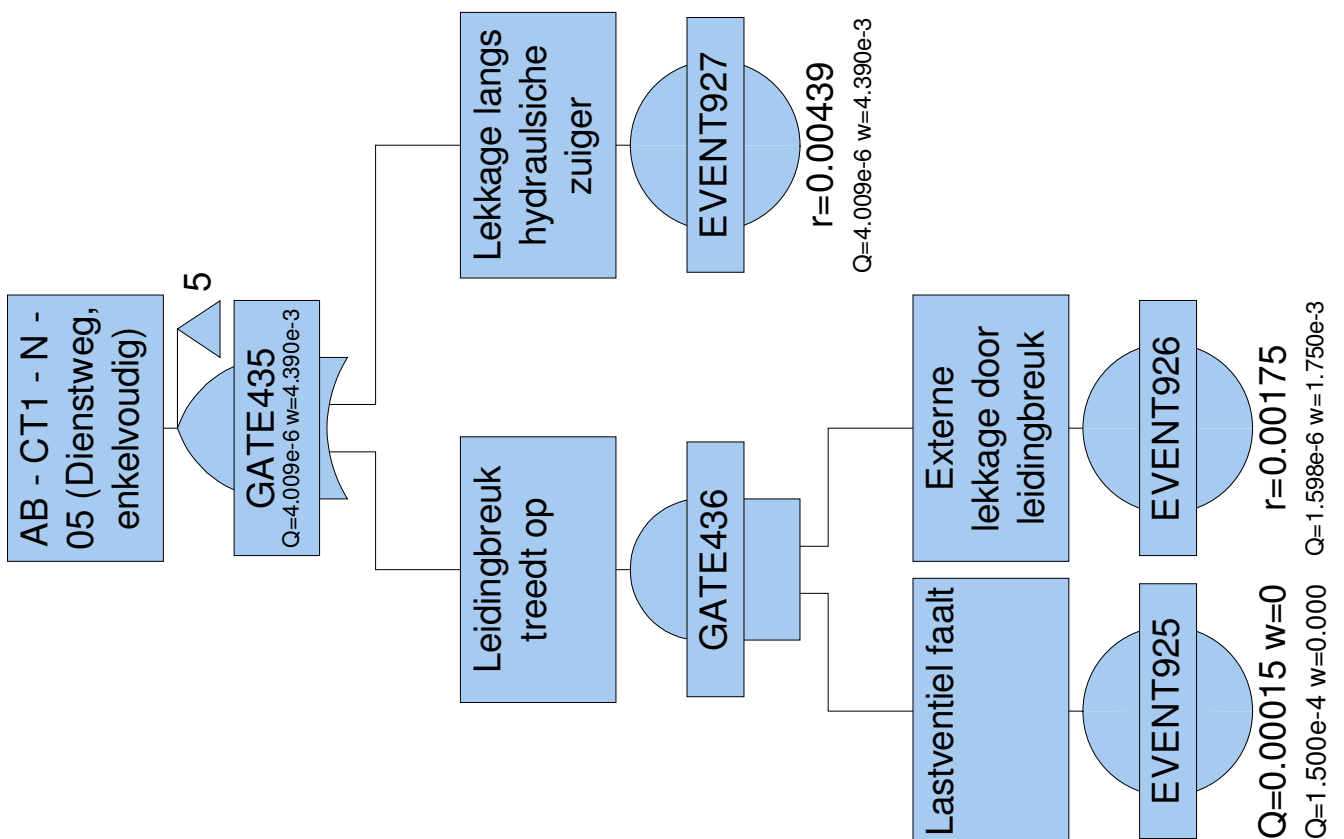 AB - CT1 - N -
05 (Dienstweg,
enkelvoudig)
5
GATE435
Q=4.009e-6 w=4.390e-3
Leidingbreuk
treedt op
GATE436
Lekkage langs
hydraulsiche
zuiger
EVENT927
r=0.00439
Q=4.009e-6 w=4.390e-3
Lastventiel faalt
EVENT925
Q=0.00015 w=0
Q=1.500e-4 w=0.000
Externe
lekkage door
leidingbreuk
EVENT926
r=0.00175
Q=1.598e-6 w=1.750e-3